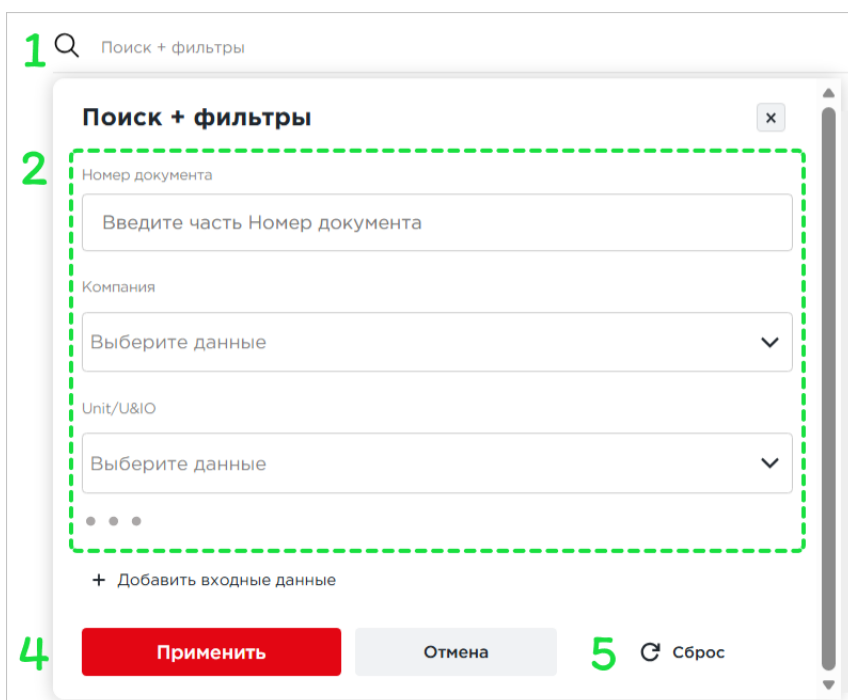 1 Поиск + фильтры
Поиск + фильтры
2
Номер документа
Введите часть Номер документа
Компания
Выберите данные
Unit/U&IO
Выберите данные
+ Добавить входные данные
4 Применить Отмена 5 Сброс